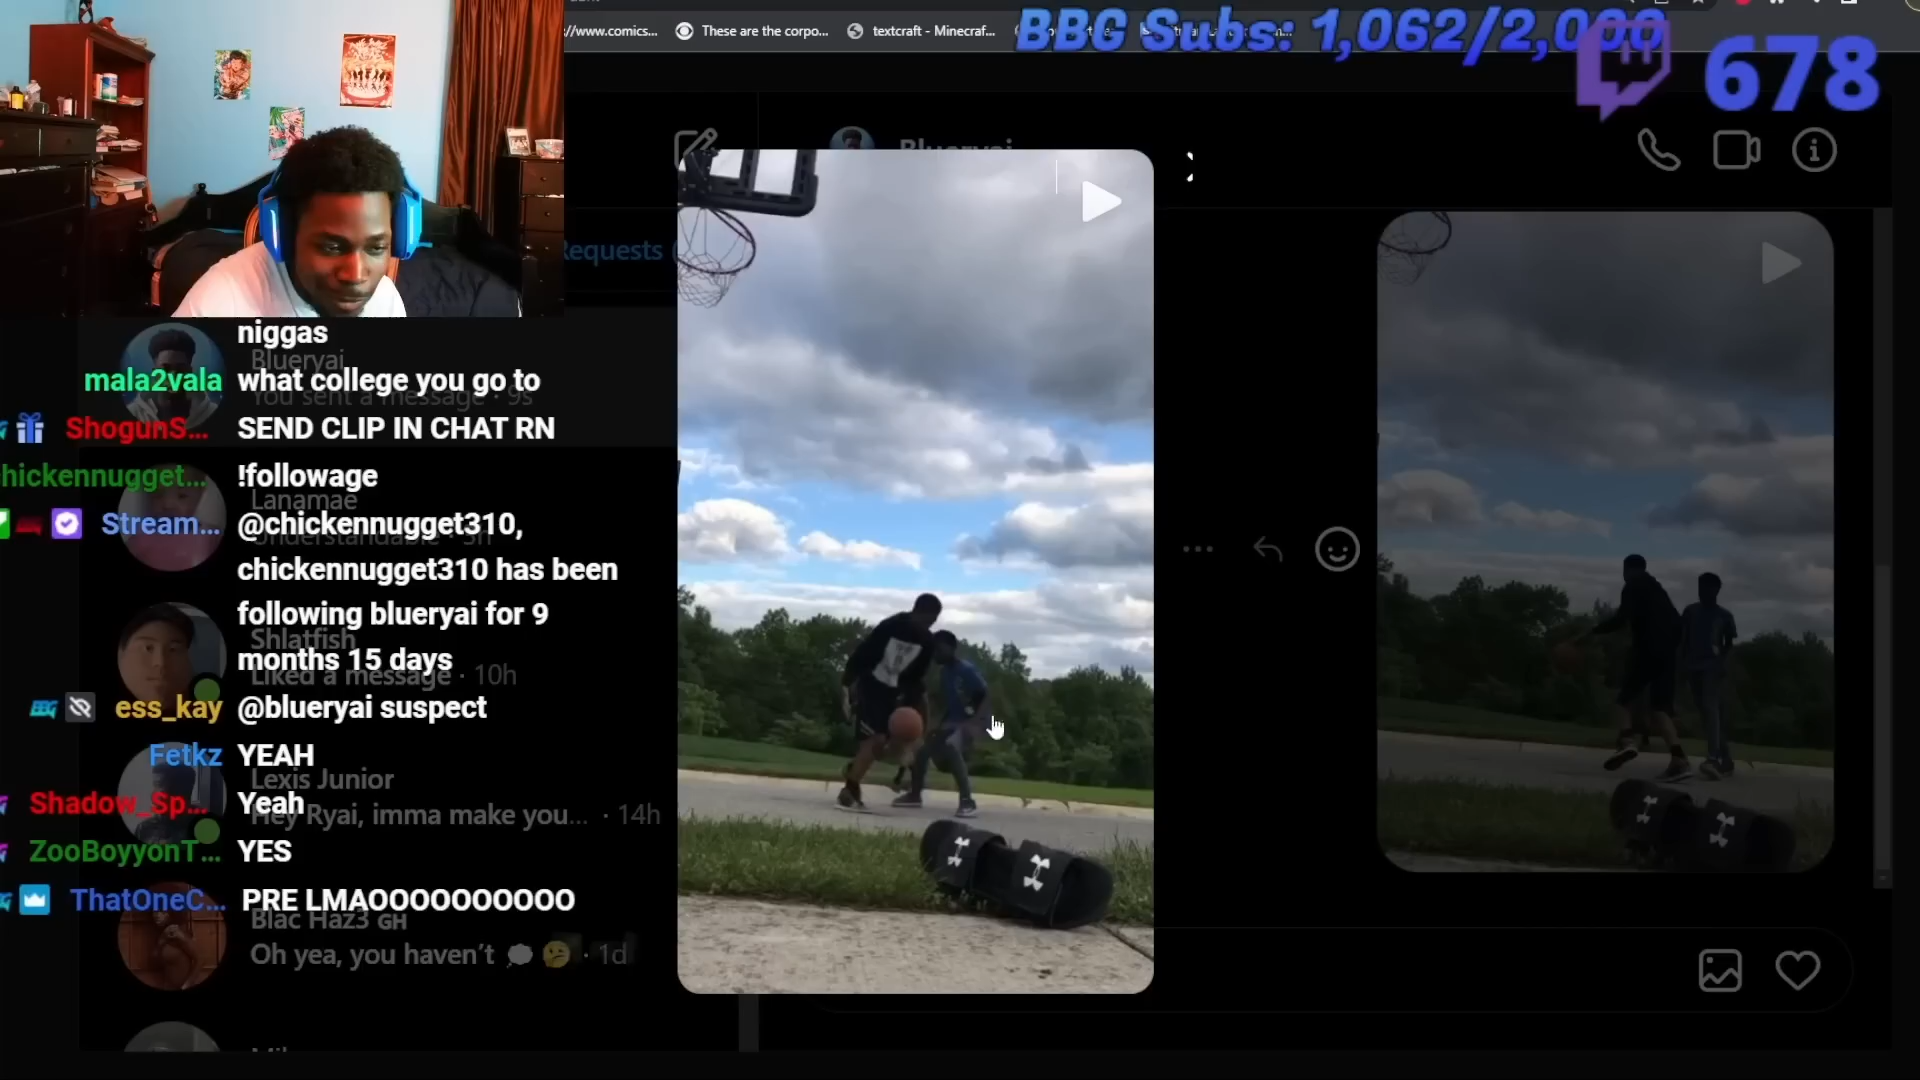 //www.comics...
These are the corpo...
textcraft - Minecraf...
BBG Subs: 1,062/2,000
678
Blueryai
Requests
niggas
Blueryai
mala2vala what college you go to
You sent a message · 9s
ShogunS... SEND CLIP IN CHAT RN
hickennugget... !followage
Lanamae
Stream... @chickennugget310,
Understandable · 3h
chickennugget310 has been
following blueryai for 9
Shlatfish
months 15 days
Liked a message · 10h
ess_kay @blueryai suspect
Fetkz YEAH
Lexis Junior
Shadow_Sp... Yeah
Hey Ryai, imma make you... · 14h
ZooBoyyonT... YES
ThatOneC... PRE LMAOOOOOOOOOO
Blac Haz3 GH
Oh yea, you haven't 💭 🤔 · 1d